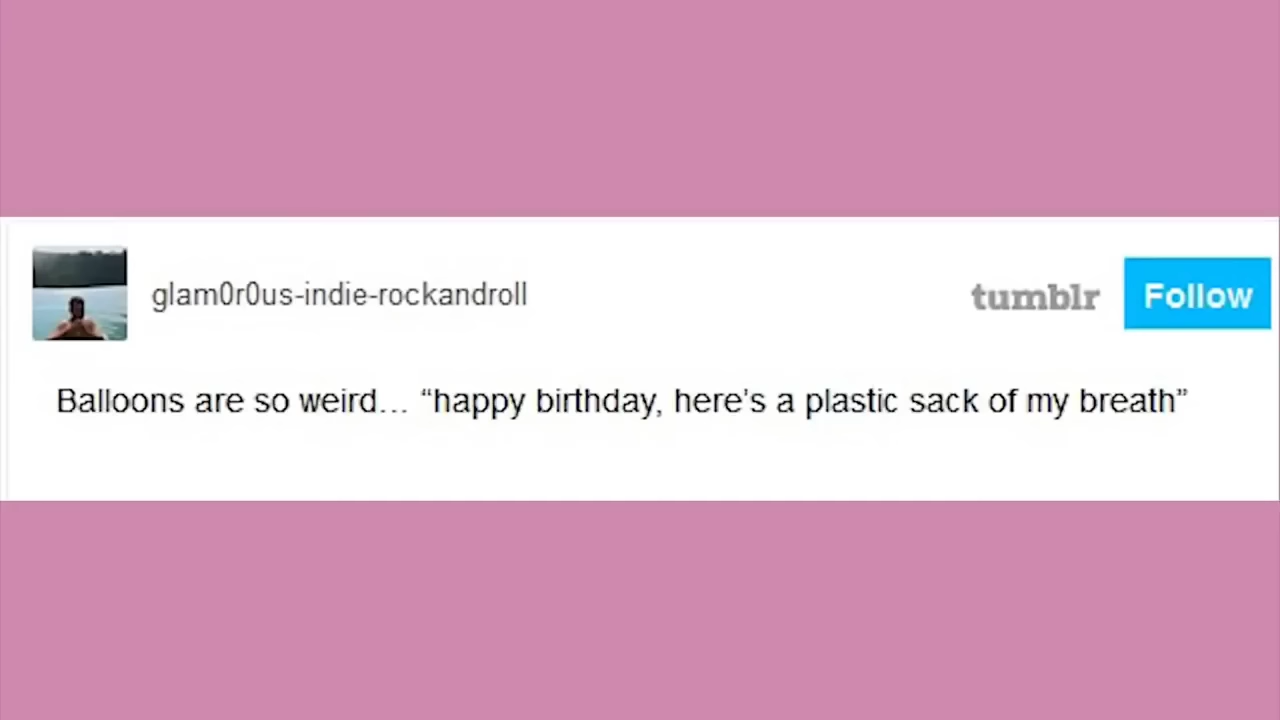 glam0r0us-indie-rockandroll
tumblr
Follow
Balloons are so weird… “happy birthday, here’s a plastic sack of my breath”